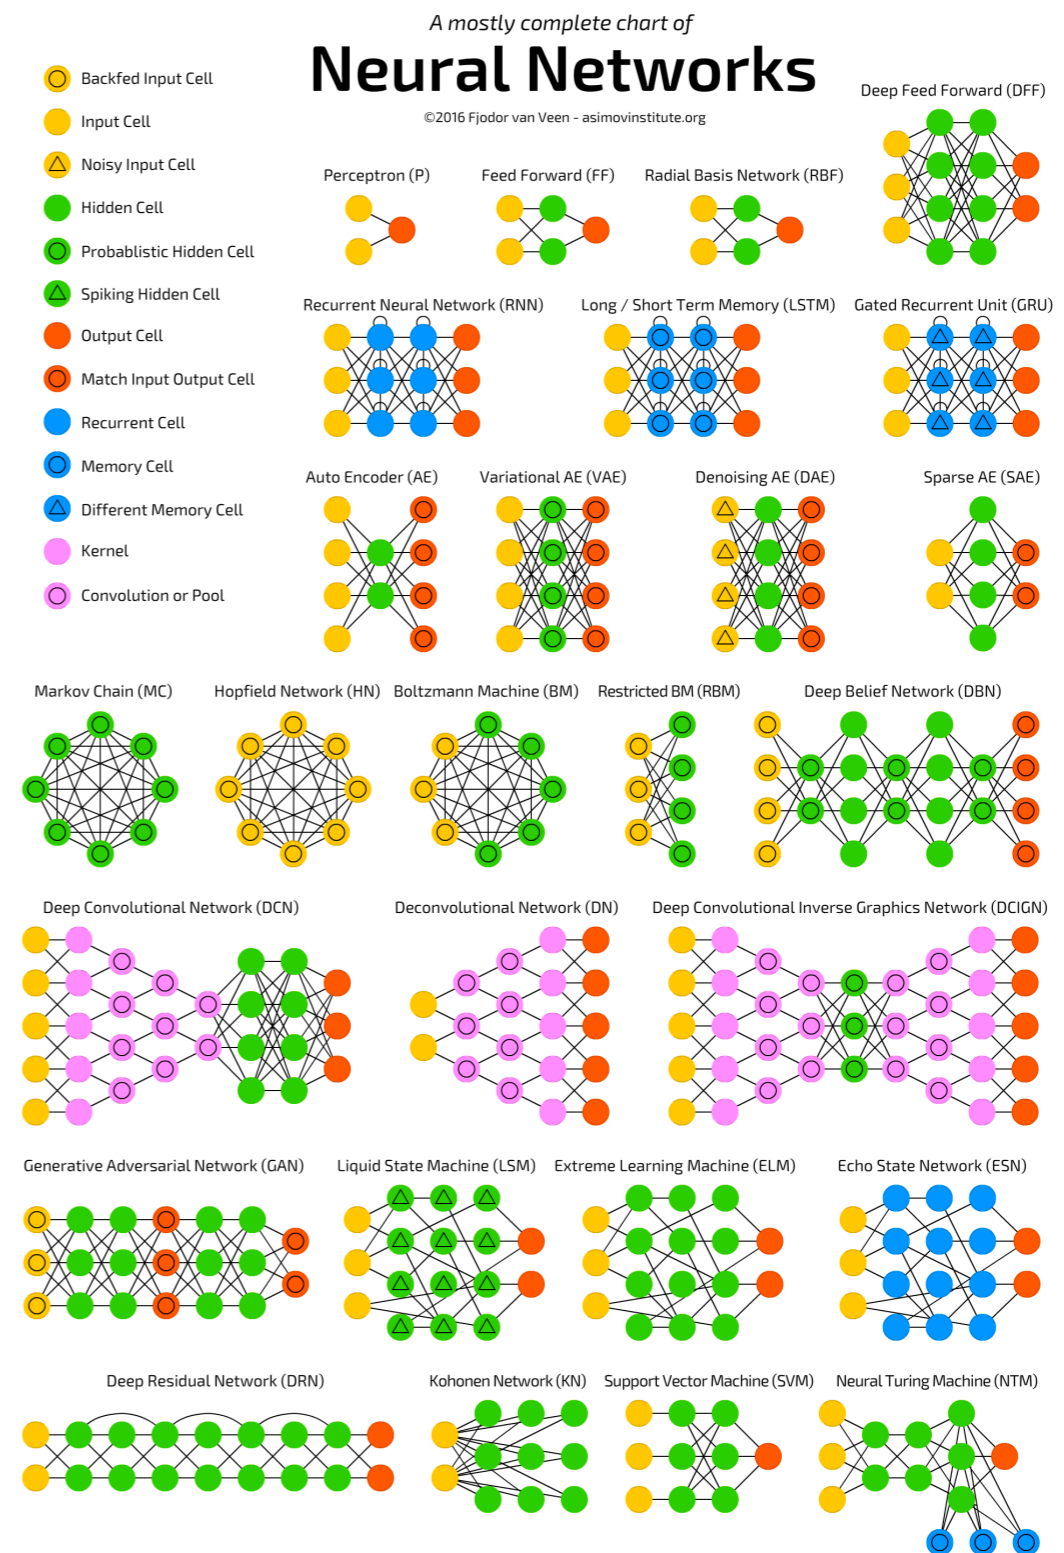 A mostly complete chart of
Neural Networks
©2016 Fjodor van Veen - asimovinstitute.org
Backfed Input Cell
Input Cell
Noisy Input Cell
Hidden Cell
Probablistic Hidden Cell
Spiking Hidden Cell
Output Cell
Match Input Output Cell
Recurrent Cell
Memory Cell
Different Memory Cell
Kernel
Convolution or Pool
Deep Feed Forward (DFF)
Perceptron (P)
Feed Forward (FF)
Radial Basis Network (RBF)
Recurrent Neural Network (RNN)
Long / Short Term Memory (LSTM)
Gated Recurrent Unit (GRU)
Auto Encoder (AE)
Variational AE (VAE)
Denoising AE (DAE)
Sparse AE (SAE)
Markov Chain (MC)
Hopfield Network (HN)
Boltzmann Machine (BM)
Restricted BM (RBM)
Deep Belief Network (DBN)
Deep Convolutional Network (DCN)
Deconvolutional Network (DN)
Deep Convolutional Inverse Graphics Network (DCIGN)
Generative Adversarial Network (GAN)
Liquid State Machine (LSM)
Extreme Learning Machine (ELM)
Echo State Network (ESN)
Deep Residual Network (DRN)
Kohonen Network (KN)
Support Vector Machine (SVM)
Neural Turing Machine (NTM)